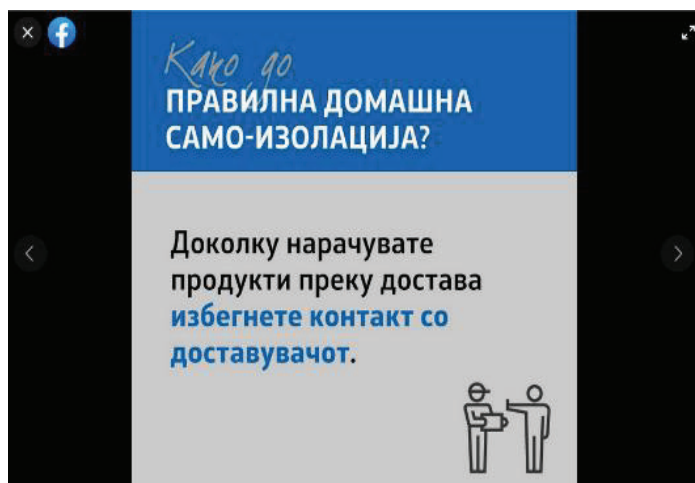 Како до
ПРАВИЛНА ДОМАШНА
САМО-ИЗОЛАЦИЈА?
Доколку нарачувате
продукти преку достава
избегнете контакт со
доставувачот.